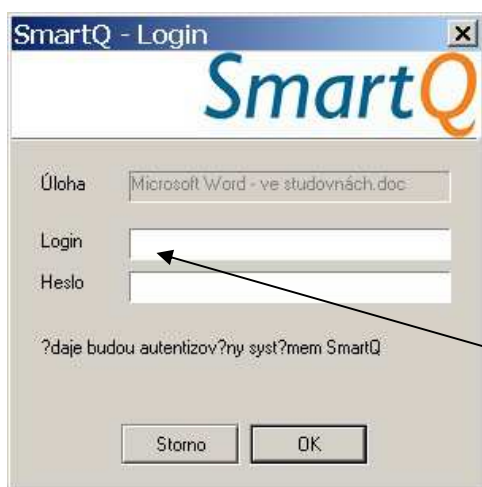 SmartQ - Login
SmartQ
Úloha Microsoft Word - ve studovnách.doc
Login
Heslo
?daje budou autentizov?ny syst?mem SmartQ
Storno OK